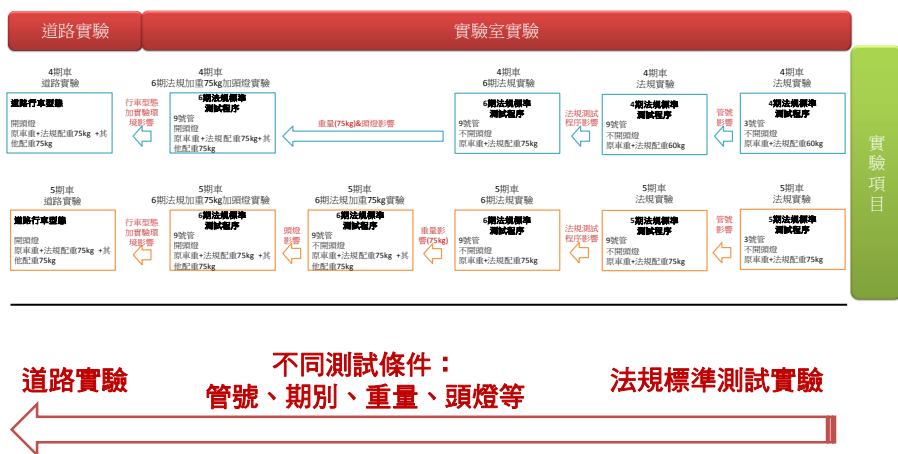 道路實驗
實驗室實驗
實驗項目
4期車
道路實驗
道路行車型態
開頭燈
原車重+法規配重75kg +其
他配重75kg
行車型態
加實驗環
境影響
4期車
6期法規加重75kg加頭燈實驗
6期法規標準
測試程序
9號管
開頭燈
原車重+法規配重75kg+其
他配重75kg
重量(75kg)&頭燈影響
4期車
6期法規實驗
6期法規標準
測試程序
9號管
不開頭燈
原車重+法規配重75kg
法規測試
程序影響
4期車
法規實驗
4期法規標準
測試程序
9號管
不開頭燈
原車重+法規配重60kg
管號
影響
4期車
法規實驗
4期法規標準
測試程序
3號管
不開頭燈
原車重+法規配重60kg
5期車
道路實驗
道路行車型態
開頭燈
原車重+法規配重75kg +其
他配重75kg
行車型態
加實驗環
境影響
5期車
6期法規加重75kg加頭燈實驗
6期法規標準
測試程序
9號管
開頭燈
原車重+法規配重75kg +其
他配重75kg
頭燈
影響
5期車
6期法規加重75kg實驗
6期法規標準
測試程序
9號管
不開頭燈
原車重+法規配重75kg +其
他配重75kg
重量影
響(75kg)
5期車
6期法規實驗
6期法規標準
測試程序
9號管
不開頭燈
原車重+法規配重75kg
法規測試
程序影響
5期車
法規實驗
5期法規標準
測試程序
9號管
不開頭燈
原車重+法規配重75kg
管號
影響
5期車
法規實驗
5期法規標準
測試程序
3號管
不開頭燈
原車重+法規配重75kg
道路實驗
不同測試條件：
管號、期別、重量、頭燈等
法規標準測試實驗